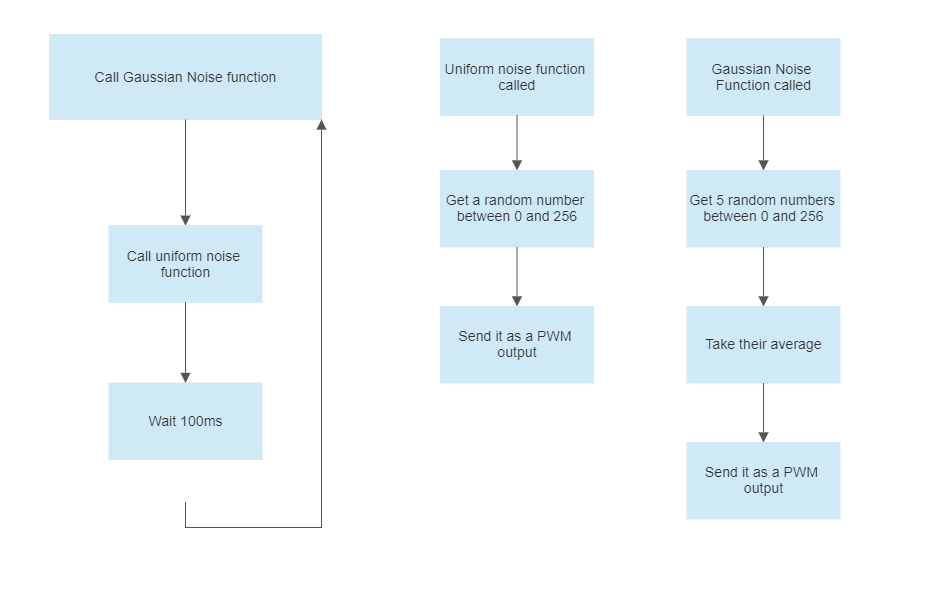 Call Gaussian Noise function
Call uniform noise
function
Wait 100ms
Uniform noise function
called
Get a random number
between 0 and 256
Send it as a PWM
output
Gaussian Noise
Function called
Get 5 random numbers
between 0 and 256
Take their average
Send it as a PWM
output